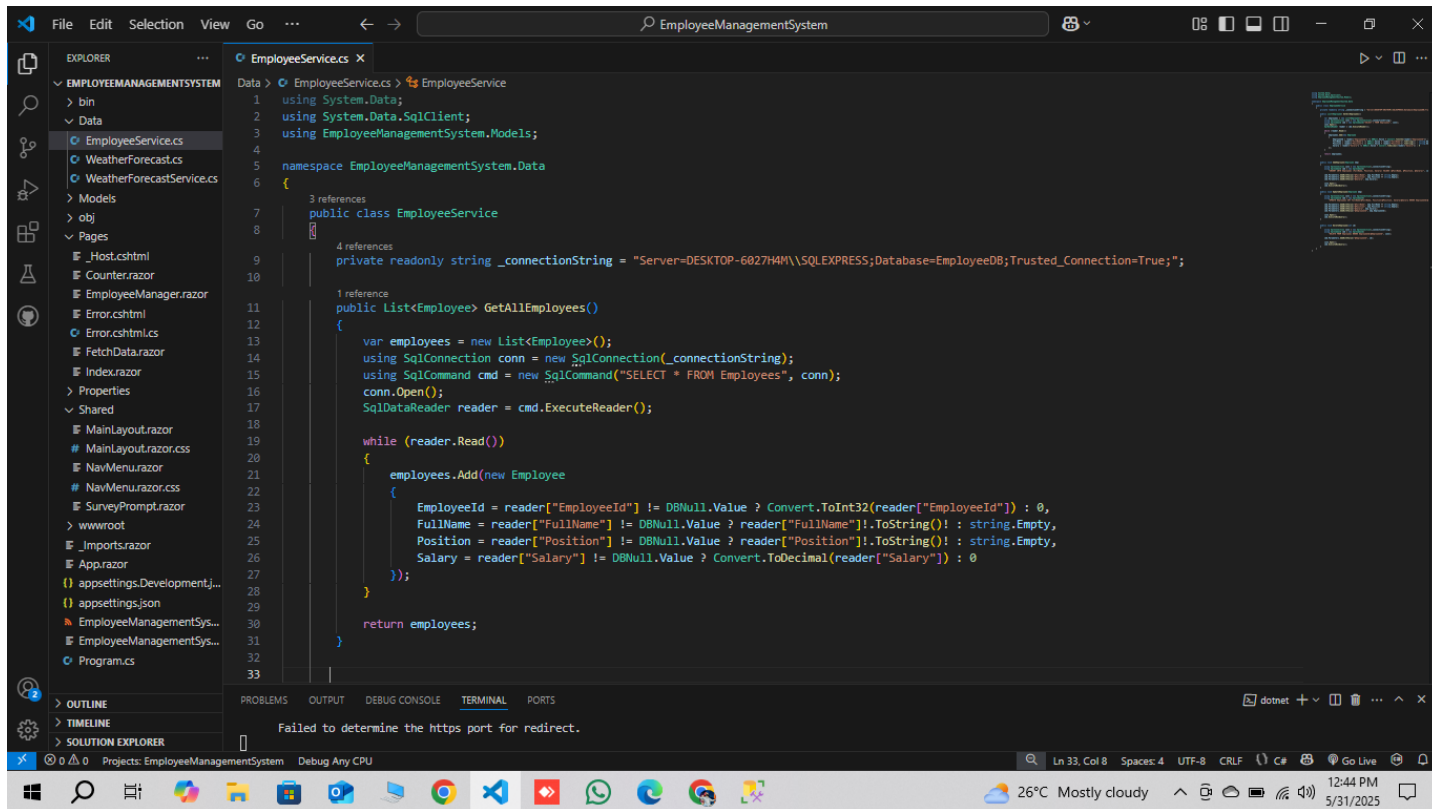 File Edit Selection View Go ··· EmployeeManagementSystem
EXPLORER ···
EMPLOYEEMANAGEMENTSYSTEM
> bin
Data
EmployeeService.cs
WeatherForecast.cs
WeatherForecastService.cs
> Models
> obj
Pages
_Host.cshtml
Counter.razor
EmployeeManager.razor
Error.cshtml
Error.cshtml.cs
FetchData.razor
Index.razor
> Properties
Shared
MainLayout.razor
# MainLayout.razor.css
NavMenu.razor
# NavMenu.razor.css
SurveyPrompt.razor
> wwwroot
_Imports.razor
App.razor
{} appsettings.Development.j...
{} appsettings.json
EmployeeManagementSys...
EmployeeManagementSys...
Program.cs
> OUTLINE
> TIMELINE
> SOLUTION EXPLORER
EmployeeService.cs
Data > EmployeeService.cs > EmployeeService
1 using System.Data;
2 using System.Data.SqlClient;
3 using EmployeeManagementSystem.Models;
4
5 namespace EmployeeManagementSystem.Data
6 {
3 references
7 public class EmployeeService
8 {
4 references
9 private readonly string _connectionString = "Server=DESKTOP-6027H4M\\SQLEXPRESS;Database=EmployeeDB;Trusted_Connection=True;";
10
1 reference
11 public List<Employee> GetAllEmployees()
12 {
13 var employees = new List<Employee>();
14 using SqlConnection conn = new SqlConnection(_connectionString);
15 using SqlCommand cmd = new SqlCommand("SELECT * FROM Employees", conn);
16 conn.Open();
17 SqlDataReader reader = cmd.ExecuteReader();
18
19 while (reader.Read())
20 {
21 employees.Add(new Employee
22 {
23 EmployeeId = reader["EmployeeId"] != DBNull.Value ? Convert.ToInt32(reader["EmployeeId"]) : 0,
24 FullName = reader["FullName"] != DBNull.Value ? reader["FullName"]!.ToString()! : string.Empty,
25 Position = reader["Position"] != DBNull.Value ? reader["Position"]!.ToString()! : string.Empty,
26 Salary = reader["Salary"] != DBNull.Value ? Convert.ToDecimal(reader["Salary"]) : 0
27 });
28 }
29
30 return employees;
31 }
32
33
PROBLEMS OUTPUT DEBUG CONSOLE TERMINAL PORTS
dotnet
Failed to determine the https port for redirect.
0 0 Projects: EmployeeManagementSystem Debug Any CPU
Ln 33, Col 8 Spaces: 4 UTF-8 CRLF C# Go Live
26°C Mostly cloudy
12:44 PM
5/31/2025